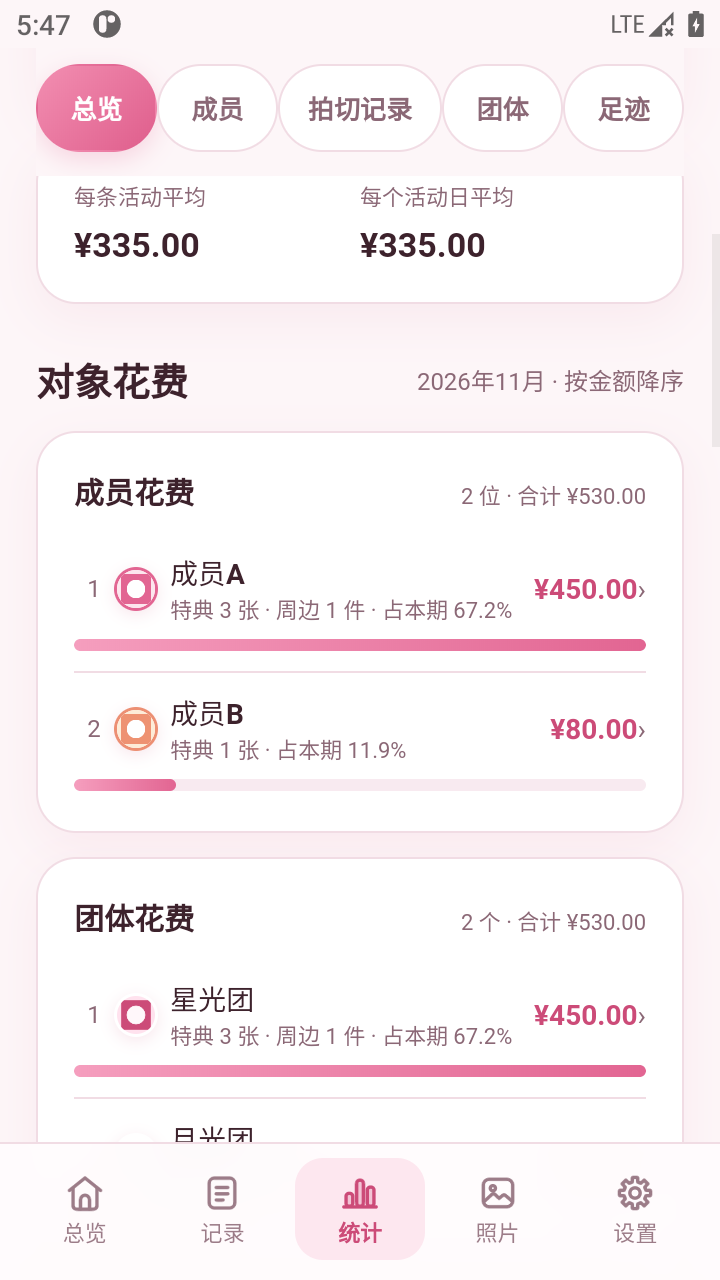 5:47
LTE
总览
成员
拍切记录
团体
足迹
每条活动平均
每个活动日平均
¥335.00
¥335.00
对象花费
2026年11月 · 按金额降序
成员花费
2 位 · 合计 ¥530.00
1
成员A
特典 3 张 · 周边 1 件 · 占本期 67.2%
¥450.00›
2
成员B
特典 1 张 · 占本期 11.9%
¥80.00›
团体花费
2 个 · 合计 ¥530.00
1
星光团
特典 3 张 · 周边 1 件 · 占本期 67.2%
¥450.00›
月光团
总览
记录
统计
照片
设置